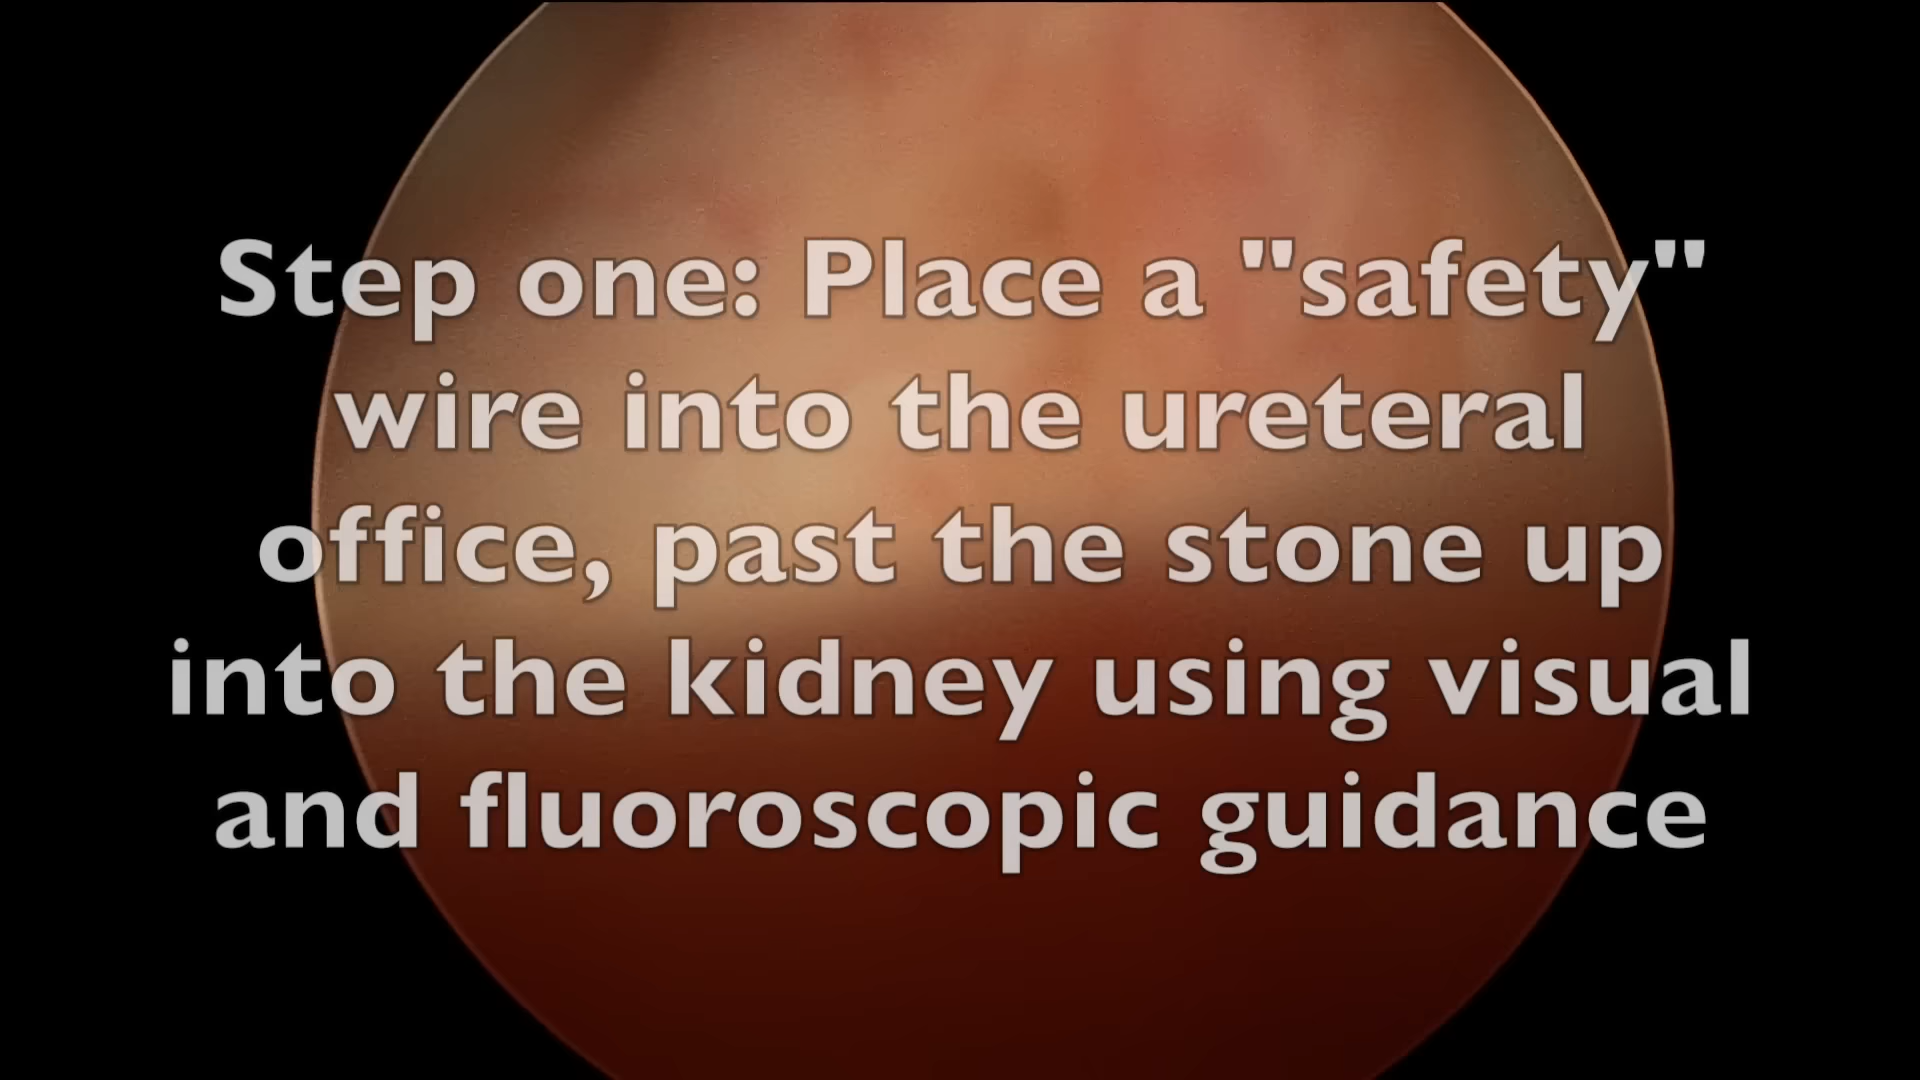 Step one: Place a "safety"
wire into the ureteral
office, past the stone up
into the kidney using visual
and fluoroscopic guidance